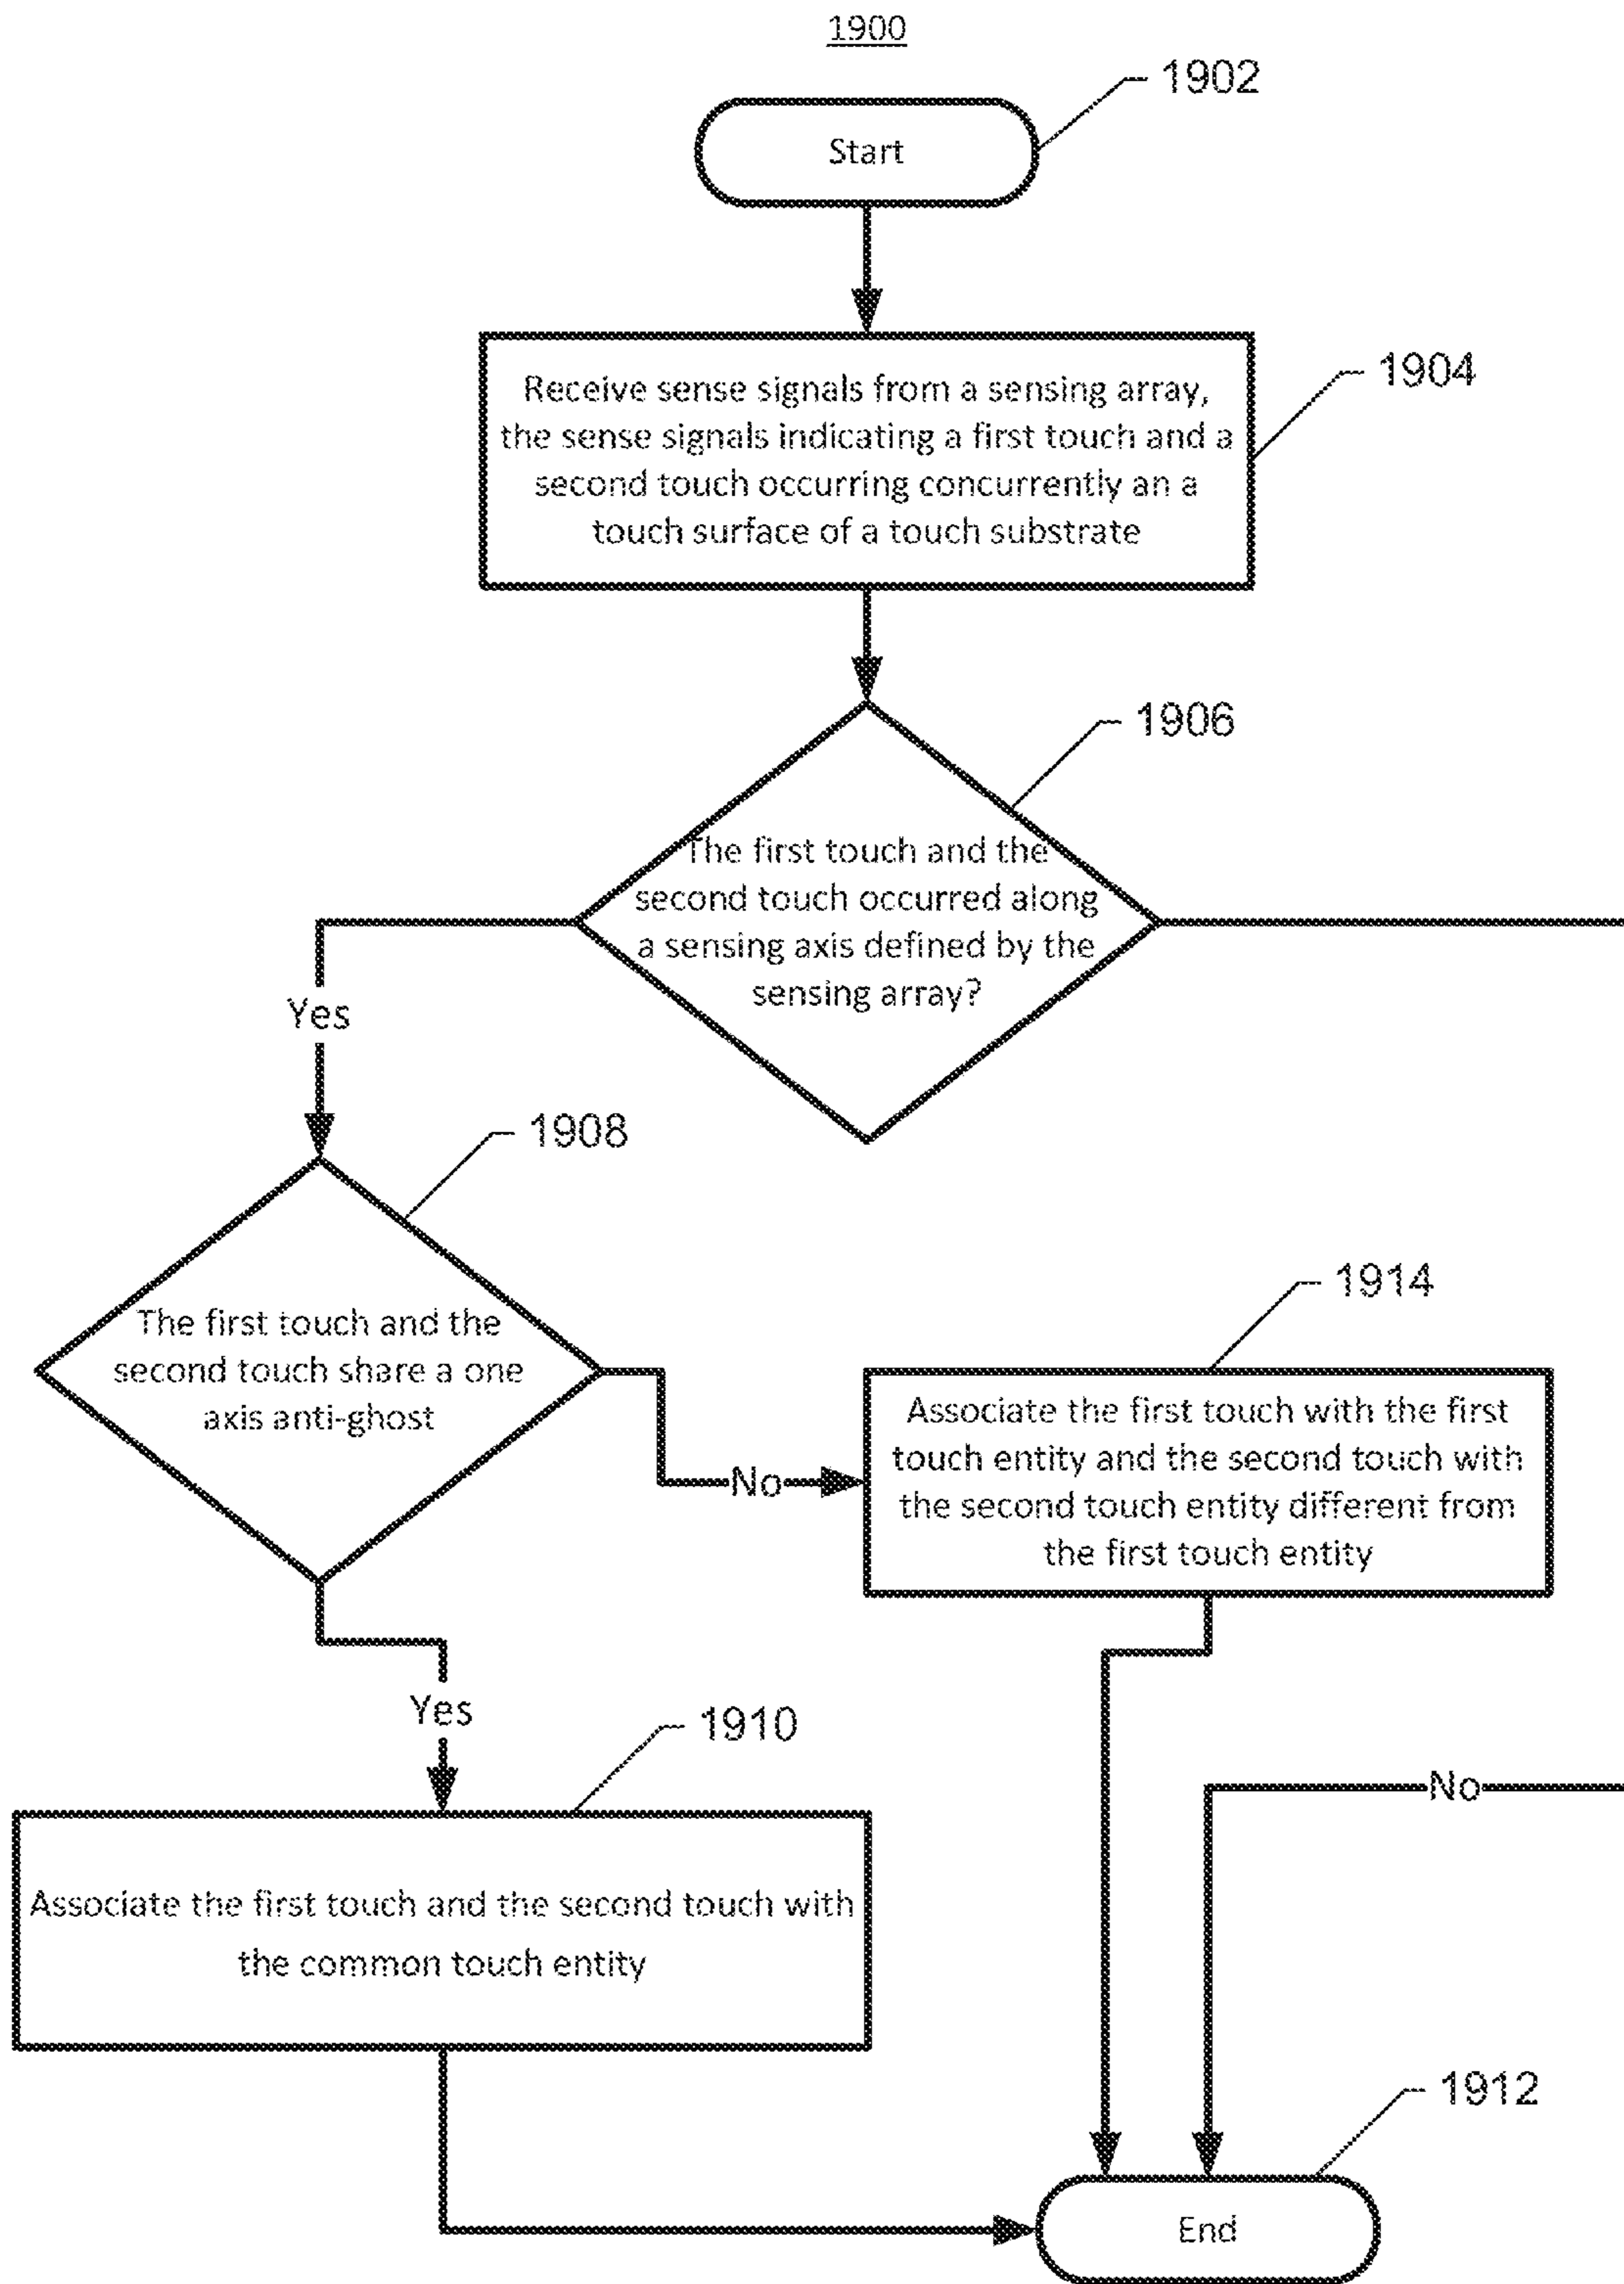 1900
1902
Start
1904
Receive sense signals from a sensing array,
the sense signals indicating a first touch and a
second touch occurring concurrently an a
touch surface of a touch substrate
1906
The first touch and the
second touch occurred along
a sensing axis defined by the
sensing array?
Yes
1908
The first touch and the
second touch share a one
axis anti-ghost
No
1914
Associate the first touch with the first
touch entity and the second touch with
the second touch entity different from
the first touch entity
Yes
1910
Associate the first touch and the second touch with
the common touch entity
No
1912
End